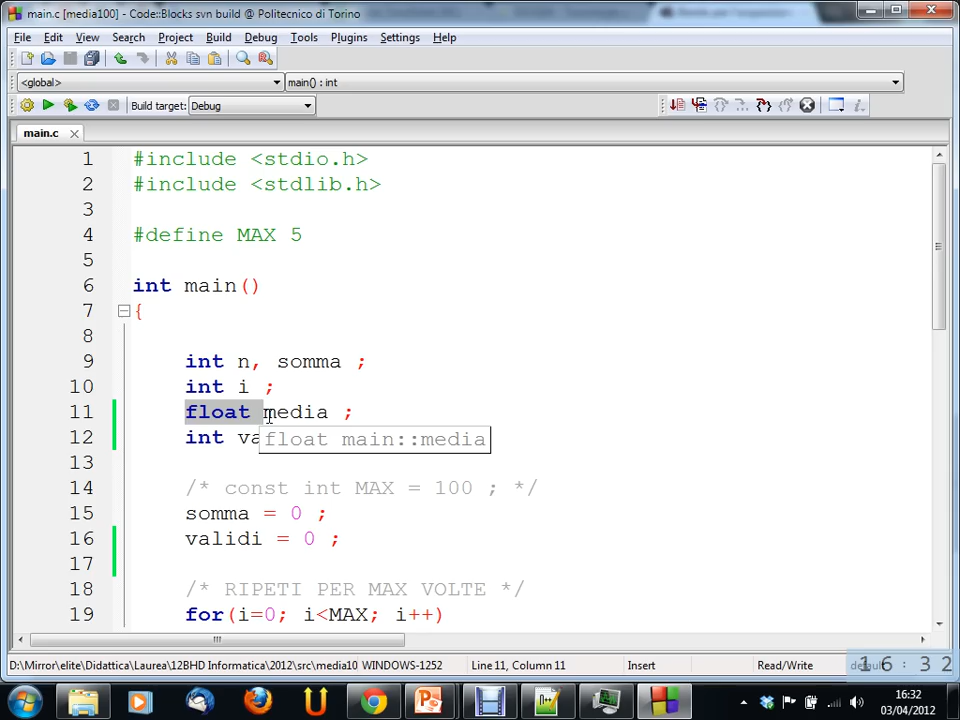 main.c [media100] - Code::Blocks svn build @ Politecnico di Torino
File Edit View Search Project Build Debug Tools Plugins Settings Help
<global> main() : int
Build target: Debug
main.c
1 #include <stdio.h>
2 #include <stdlib.h>
3
4 #define MAX 5
5
6 int main()
7 {
8
9 int n, somma ;
10 int i ;
11 float media ;
12 int va
float main::media
13
14 /* const int MAX = 100 ; */
15 somma = 0 ;
16 validi = 0 ;
17
18 /* RIPETI PER MAX VOLTE */
19 for(i=0; i<MAX; i++)
D:\Mirror\elite\Didattica\Laurea\12BHD Informatica\2012\src\media10 WINDOWS-1252 Line 11, Column 11 Insert Read/Write default
16:32
16:32
03/04/2012